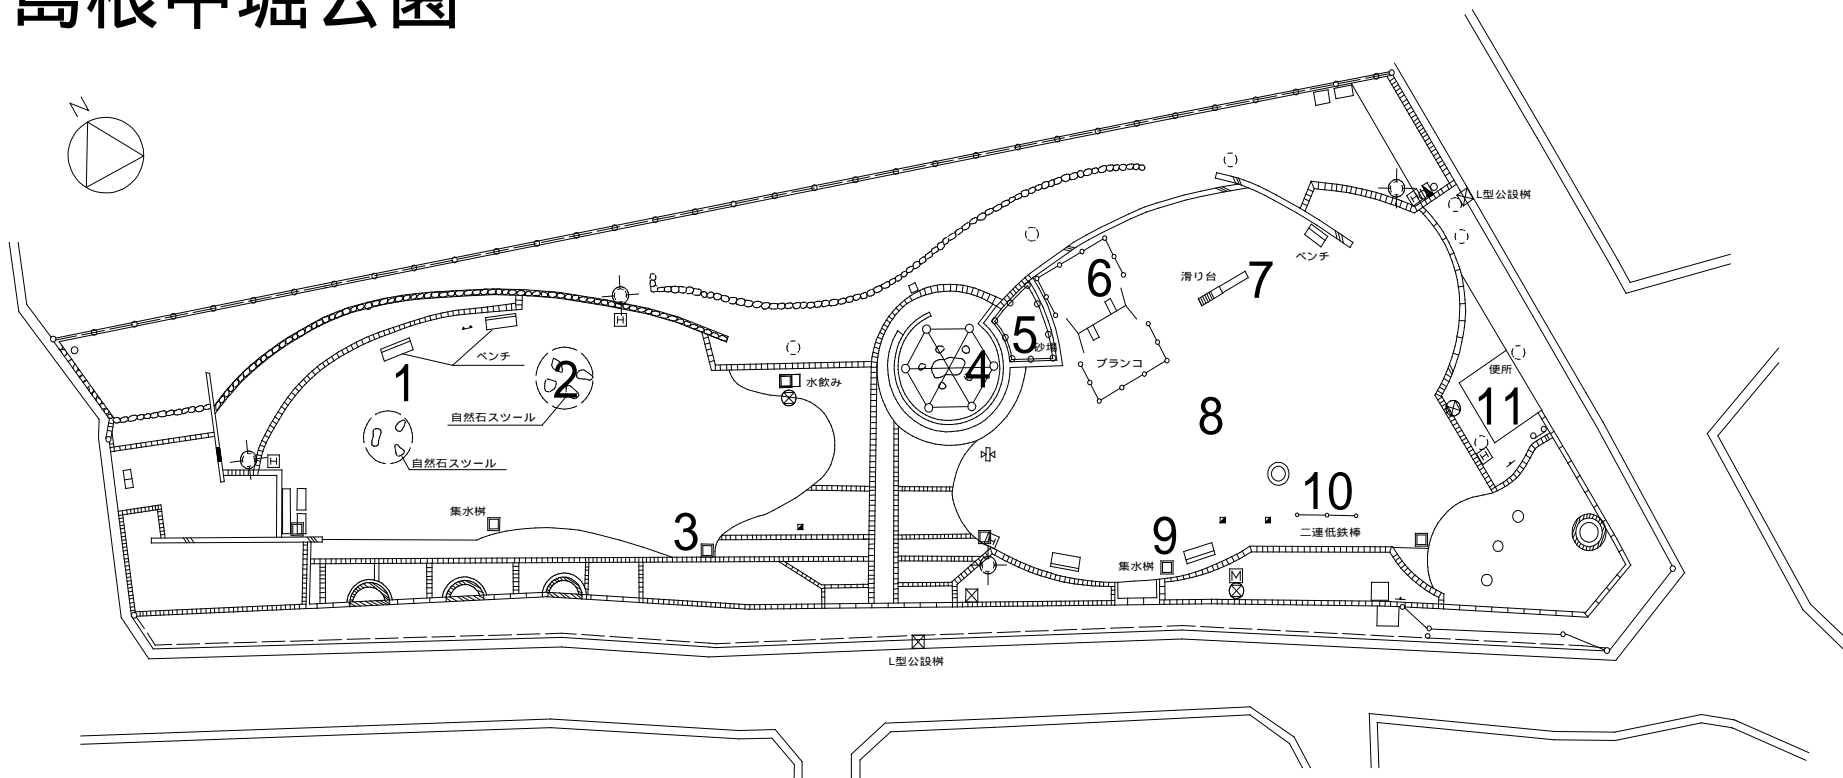 島根中堀公園
N
L型公設桝
ベンチ
6
滑り台
7
H
5
砂場
ブランコ
ベンチ
1
2
4
水飲み
便所
11
自然石スツール
8
自然石スツール
H
H
10
集水桝
3
9
二連低鉄棒
集水桝
M
L型公設桝